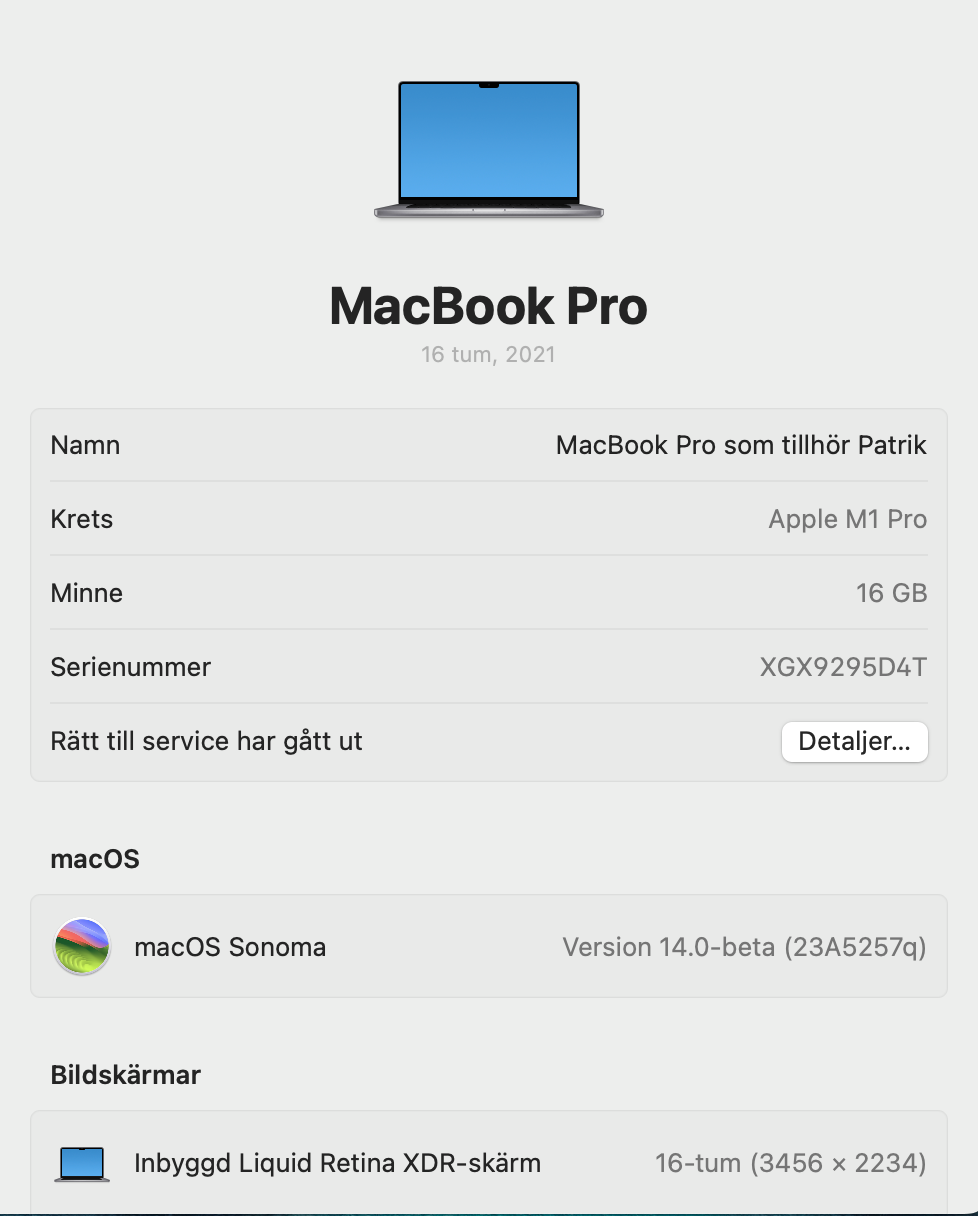 MacBook Pro
16 tum, 2021
Namn MacBook Pro som tillhör Patrik
Krets Apple M1 Pro
Minne 16 GB
Serienummer XGX9295D4T
Rätt till service har gått ut Detaljer...
macOS
macOS Sonoma Version 14.0-beta (23A5257q)
Bildskärmar
Inbyggd Liquid Retina XDR-skärm 16-tum (3456 × 2234)